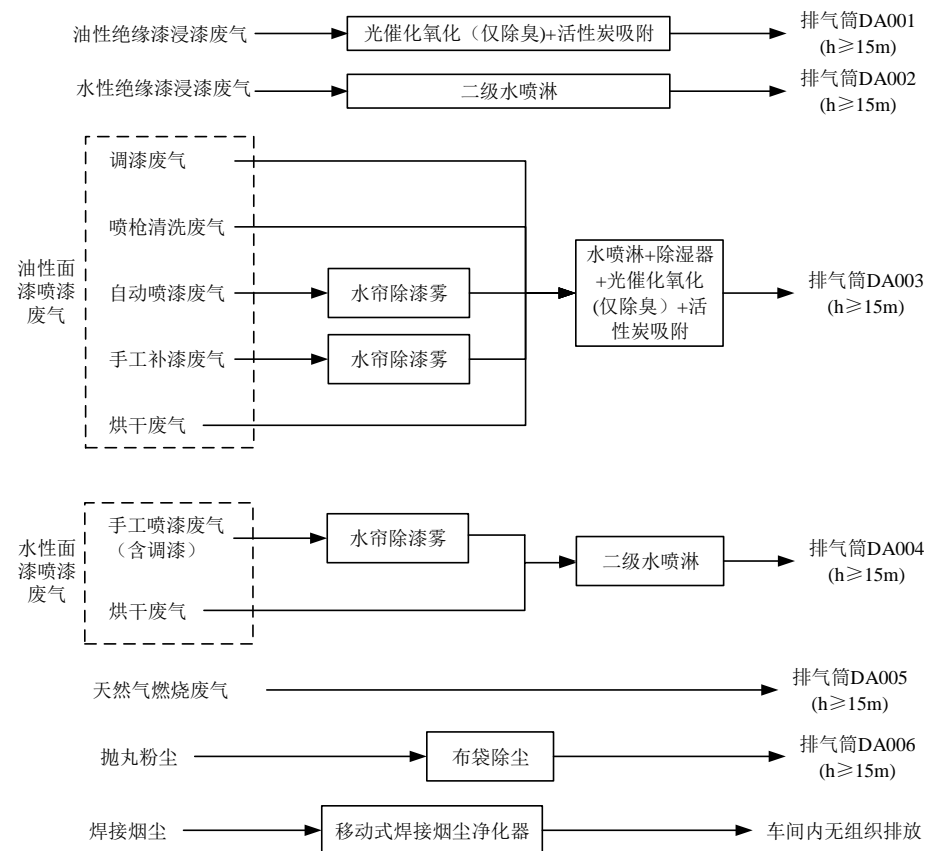 油性绝缘漆浸漆废气
光催化氧化（仅除臭)+活性炭吸附
排气筒DA001
(h≥15m)
水性绝缘漆浸漆废气
二级水喷淋
排气筒DA002
(h≥15m)
油性面
漆喷漆
废气
调漆废气
喷枪清洗废气
自动喷漆废气
水帘除漆雾
手工补漆废气
水帘除漆雾
烘干废气
水喷淋+除湿器
+光催化氧化
(仅除臭）+活
性炭吸附
排气筒DA003
(h≥15m)
水性面
漆喷漆
废气
手工喷漆废气
（含调漆）
水帘除漆雾
烘干废气
二级水喷淋
排气筒DA004
(h≥15m)
天然气燃烧废气
排气筒DA005
(h≥15m)
抛丸粉尘
布袋除尘
排气筒DA006
(h≥15m)
焊接烟尘
移动式焊接烟尘净化器
车间内无组织排放